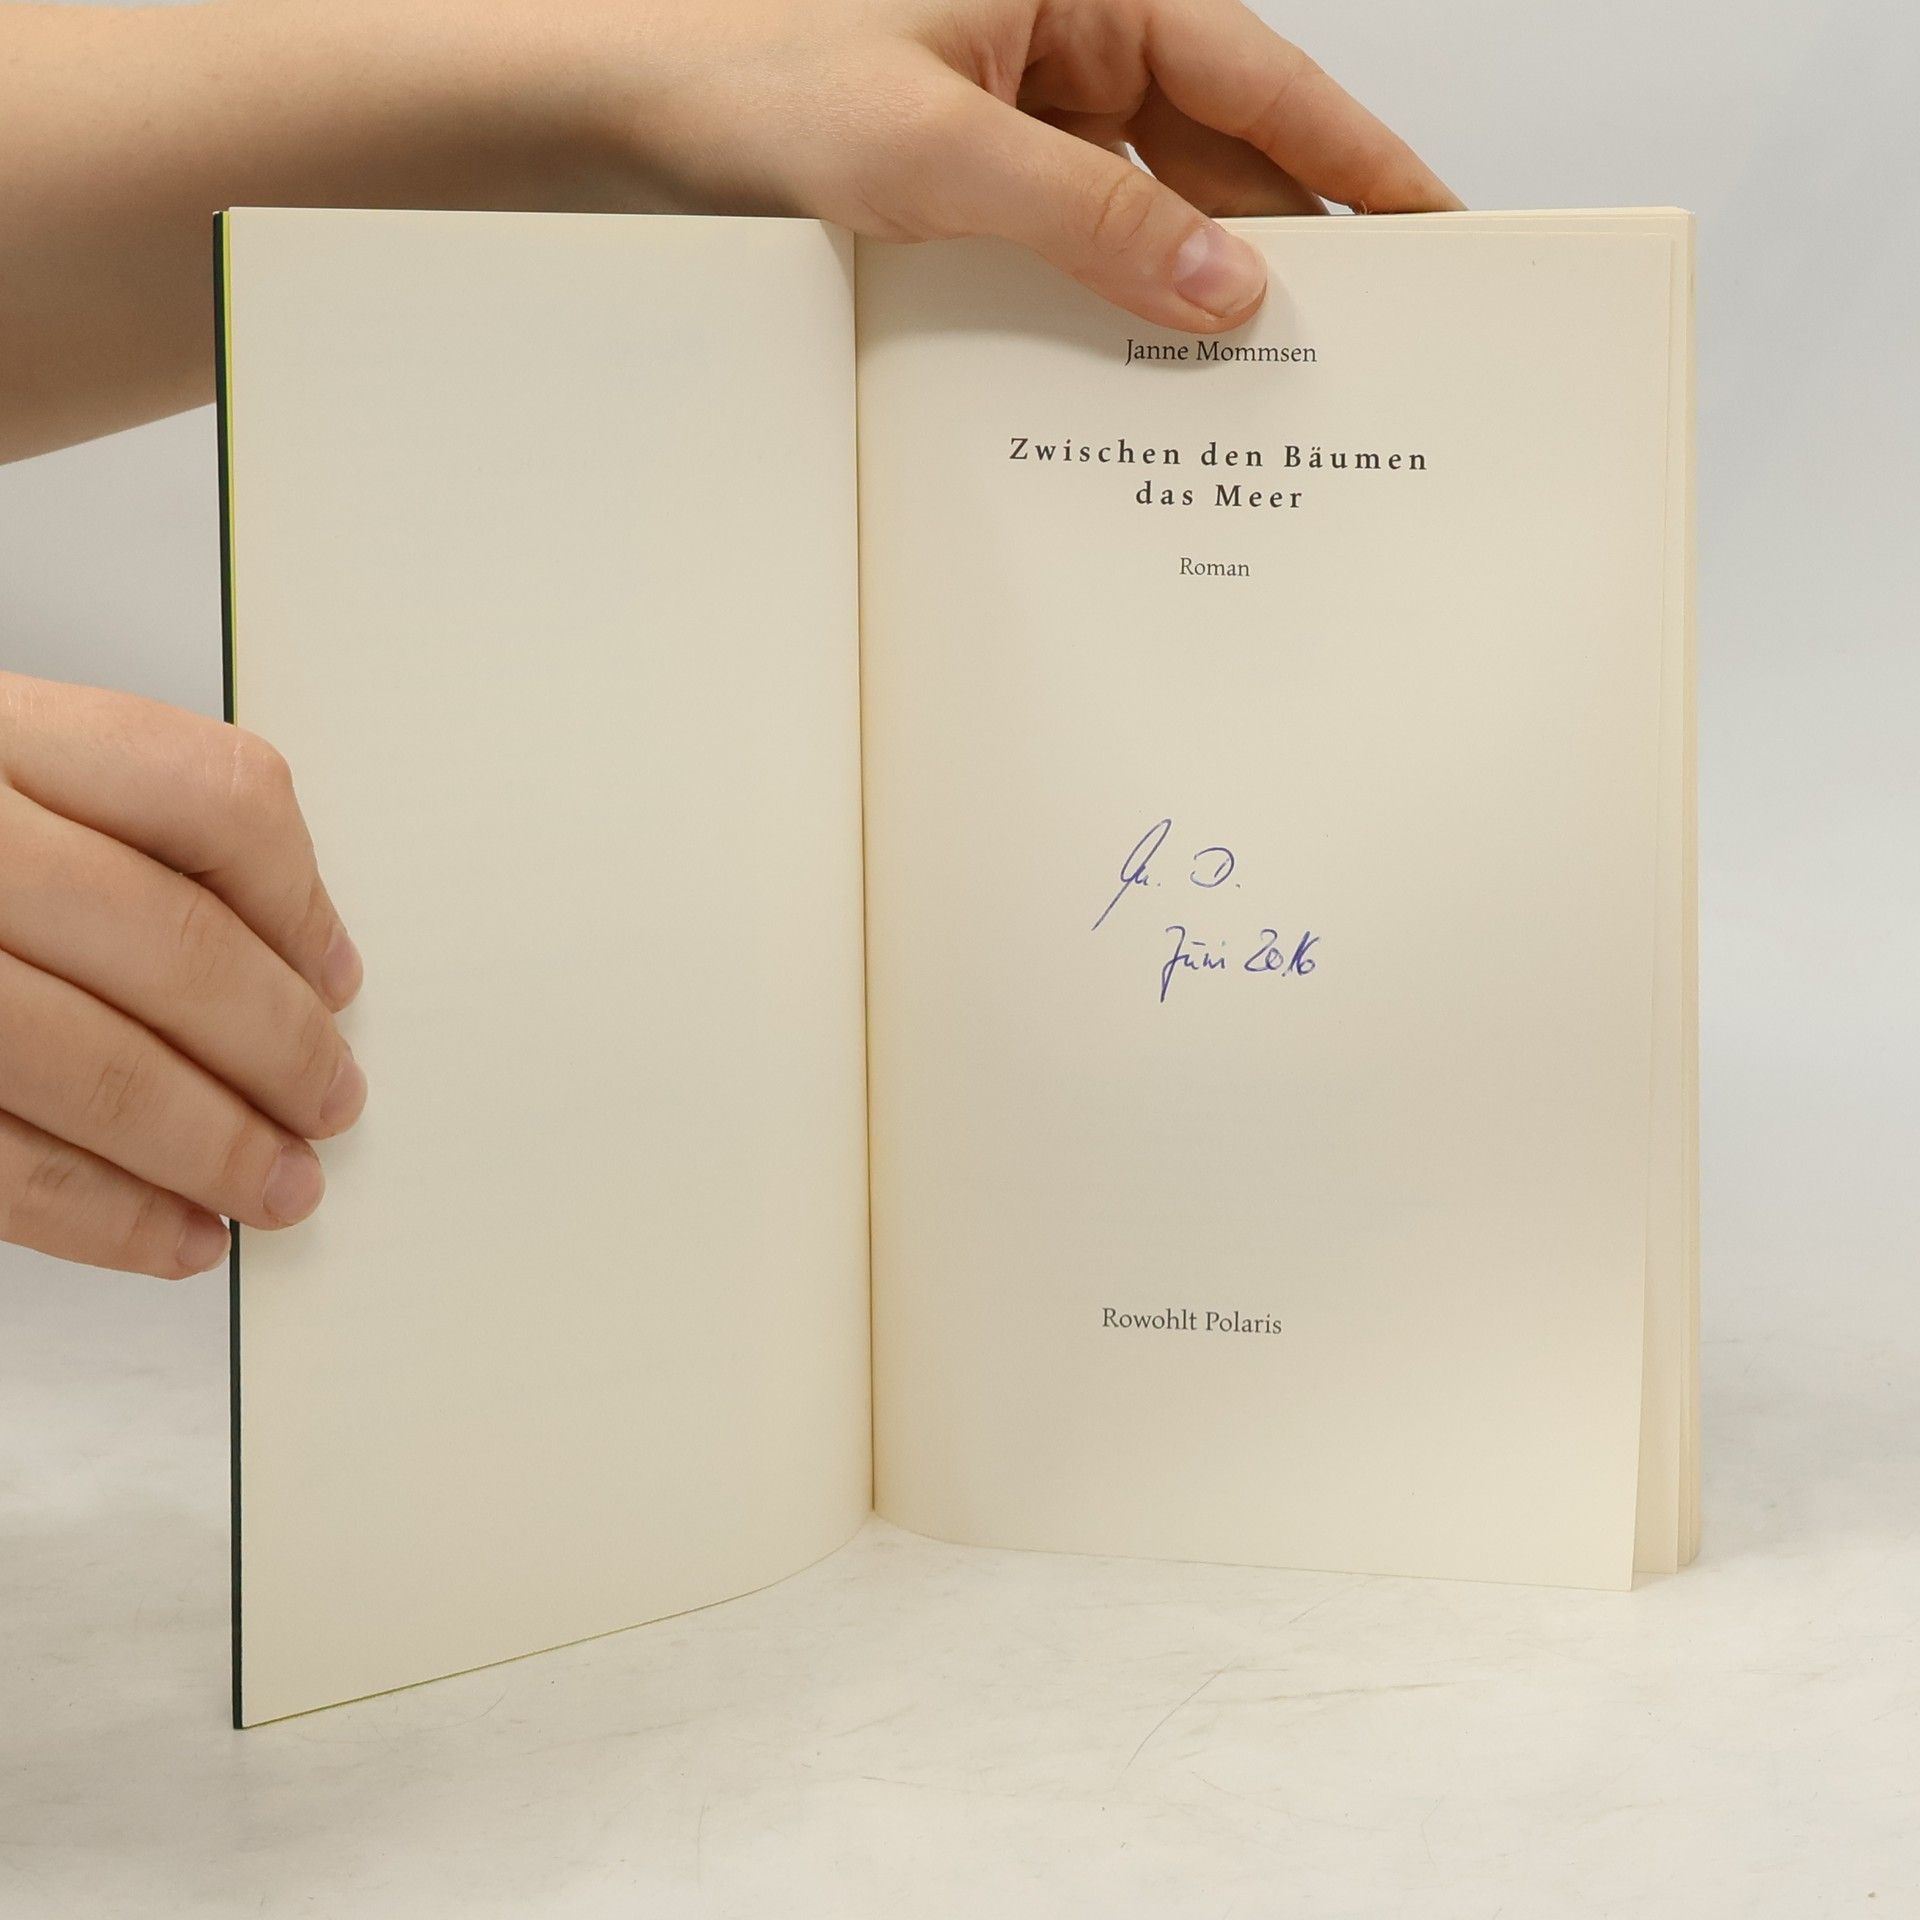 Janne Mommsen
Zwischen den Bäumen
das Meer
Roman
D.
Juni 2016
Rowohlt Polaris